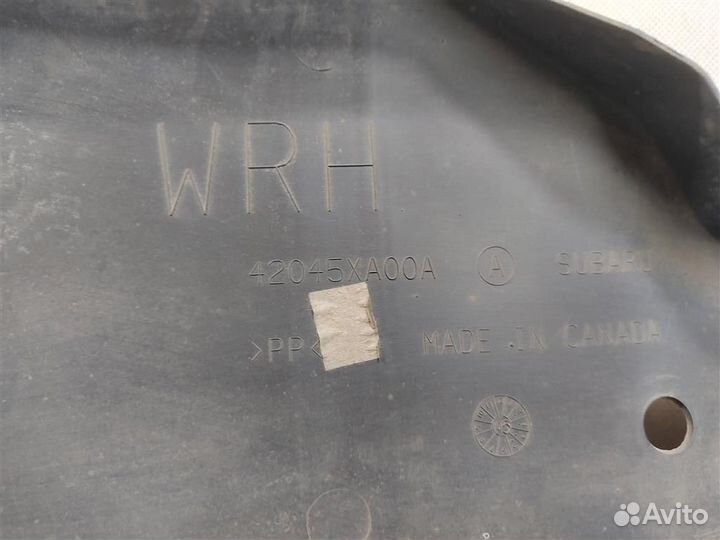 WRH
42045XA00A A SUBARU
>PP< MADE IN CANADA
Avito